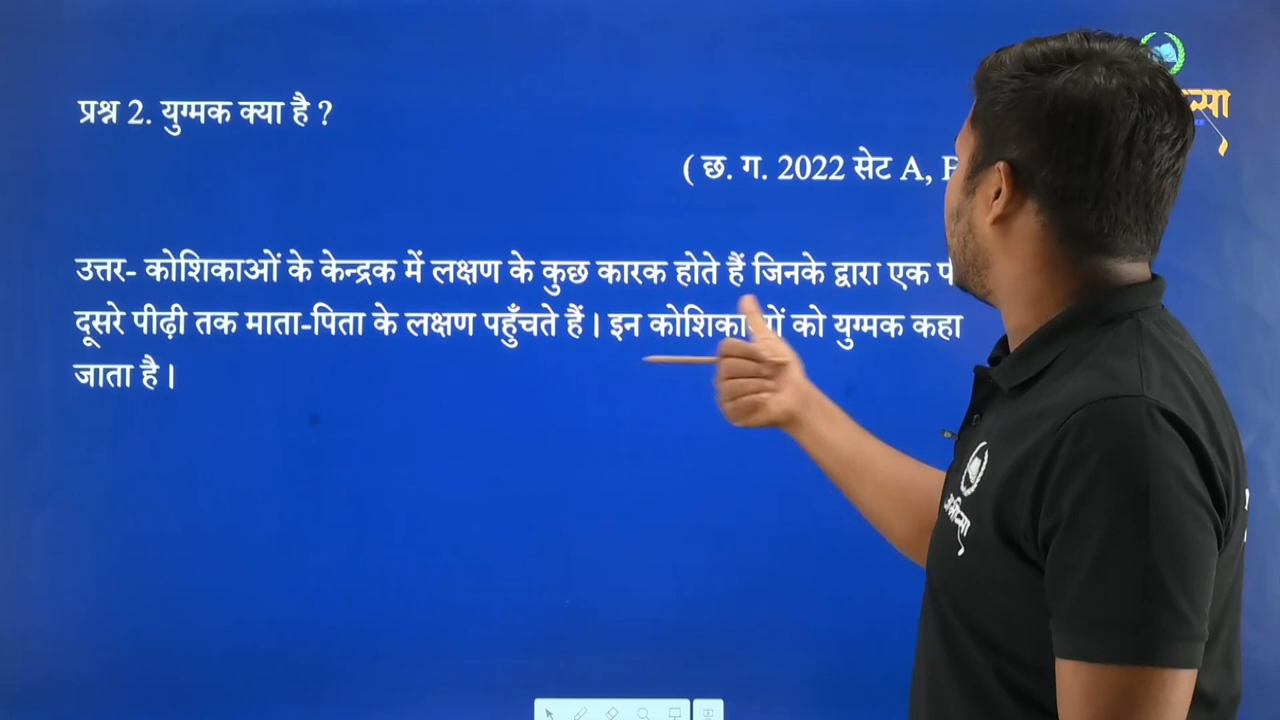 प्रश्न 2. युग्मक क्या है ?
( छ. ग. 2022 सेट A,
उत्तर- कोशिकाओं के केन्द्रक में लक्षण के कुछ कारक होते हैं जिनके द्वारा एक
दूसरे पीढ़ी तक माता-पिता के लक्षण पहुँचते हैं । इन को युग्मक कहा
जाता है ।